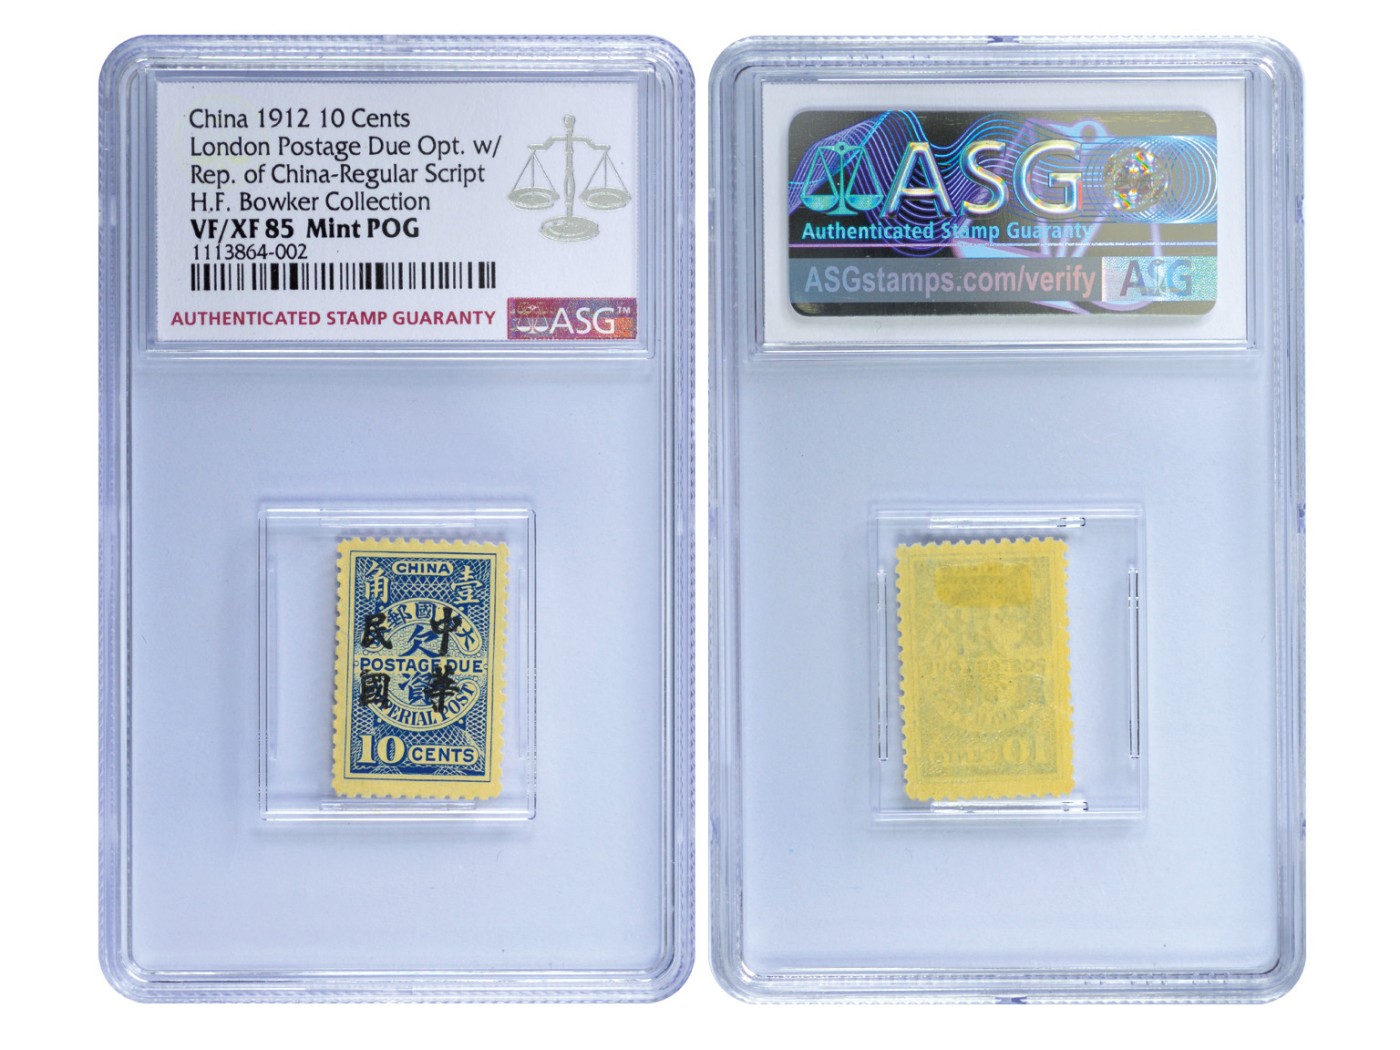 China 1912 10 Cents
London Postage Due Opt. w/
Rep. of China-Regular Script
H.F. Bowker Collection
VF/XF 85 Mint POG
1113864-002
AUTHENTICATED STAMP GUARANTY
ASG™
CHINA
角 壹
郵 國 大
民 中
欠
POSTAGE DUE
國 華
資
IMPERIAL POST
10 CENTS
ASG
Authenticated Stamp Guaranty
ASGstamps.com/verify
ASG